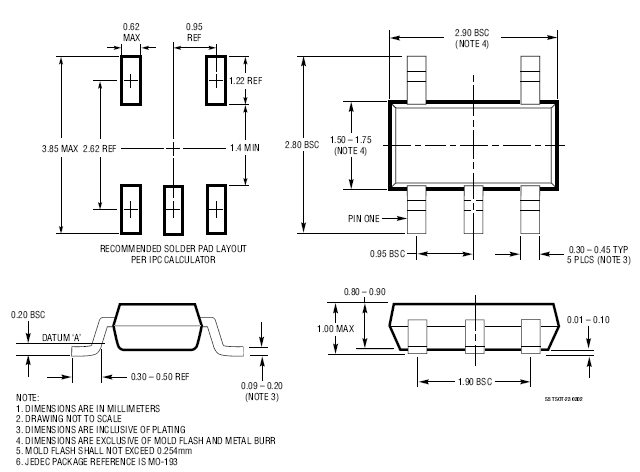 0.62
MAX
0.95
REF
1.22 REF
3.85 MAX
2.62 REF
1.4 MIN
RECOMMENDED SOLDER PAD LAYOUT
PER IPC CALCULATOR
2.90 BSC
(NOTE 4)
2.80 BSC
1.50 – 1.75
(NOTE 4)
PIN ONE
0.95 BSC
0.30 – 0.45 TYP
5 PLCS (NOTE 3)
0.20 BSC
DATUM ‘A’
0.30 – 0.50 REF
0.09 – 0.20
(NOTE 3)
0.80 – 0.90
1.00 MAX
0.01 – 0.10
1.90 BSC
S5 TSOT-23 0302
NOTE:
1. DIMENSIONS ARE IN MILLIMETERS
2. DRAWING NOT TO SCALE
3. DIMENSIONS ARE INCLUSIVE OF PLATING
4. DIMENSIONS ARE EXCLUSIVE OF MOLD FLASH AND METAL BURR
5. MOLD FLASH SHALL NOT EXCEED 0.254mm
6. JEDEC PACKAGE REFERENCE IS MO-193